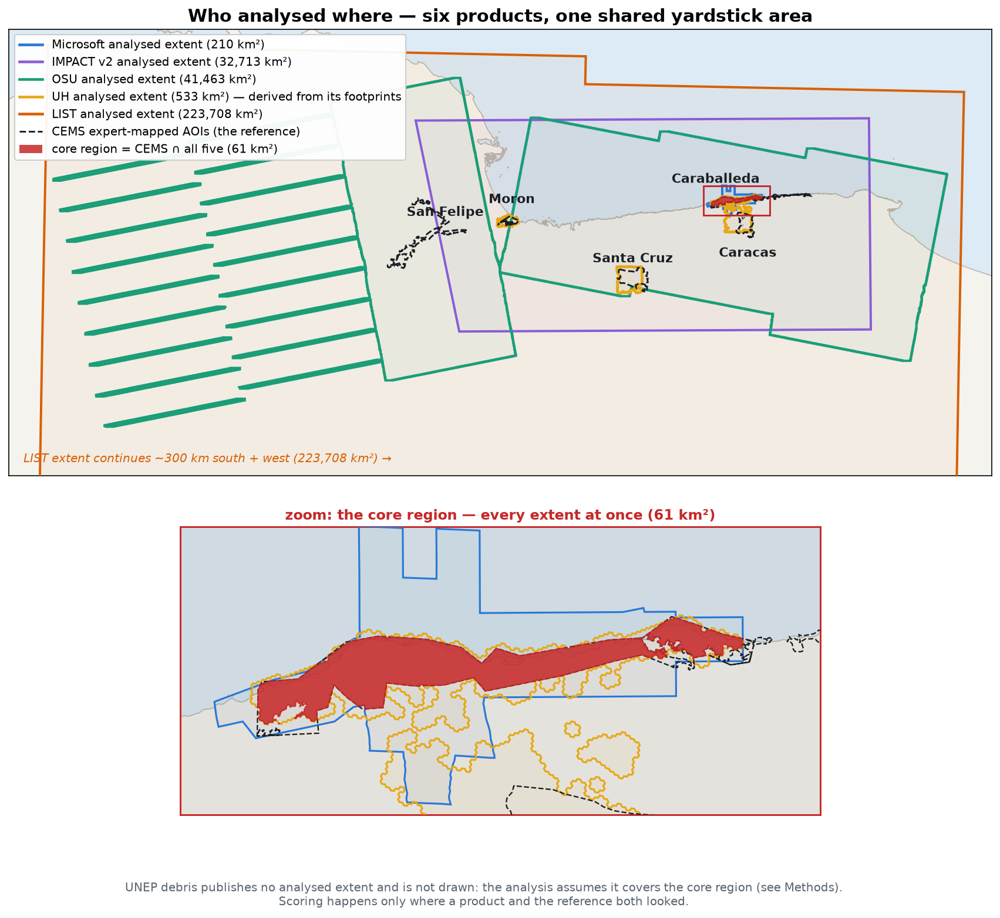 Who analysed where — six products, one shared yardstick area
Microsoft analysed extent (210 km²)
IMPACT v2 analysed extent (32,713 km²)
OSU analysed extent (41,463 km²)
UH analysed extent (533 km²) — derived from its footprints
LIST analysed extent (223,708 km²)
CEMS expert-mapped AOIs (the reference)
core region = CEMS ∩ all five (61 km²)
Caraballeda
Moron
San Felipe
Caracas
Santa Cruz
LIST extent continues ~300 km south + west (223,708 km²) →
zoom: the core region — every extent at once (61 km²)
UNEP debris publishes no analysed extent and is not drawn: the analysis assumes it covers the core region (see Methods).
Scoring happens only where a product and the reference both looked.